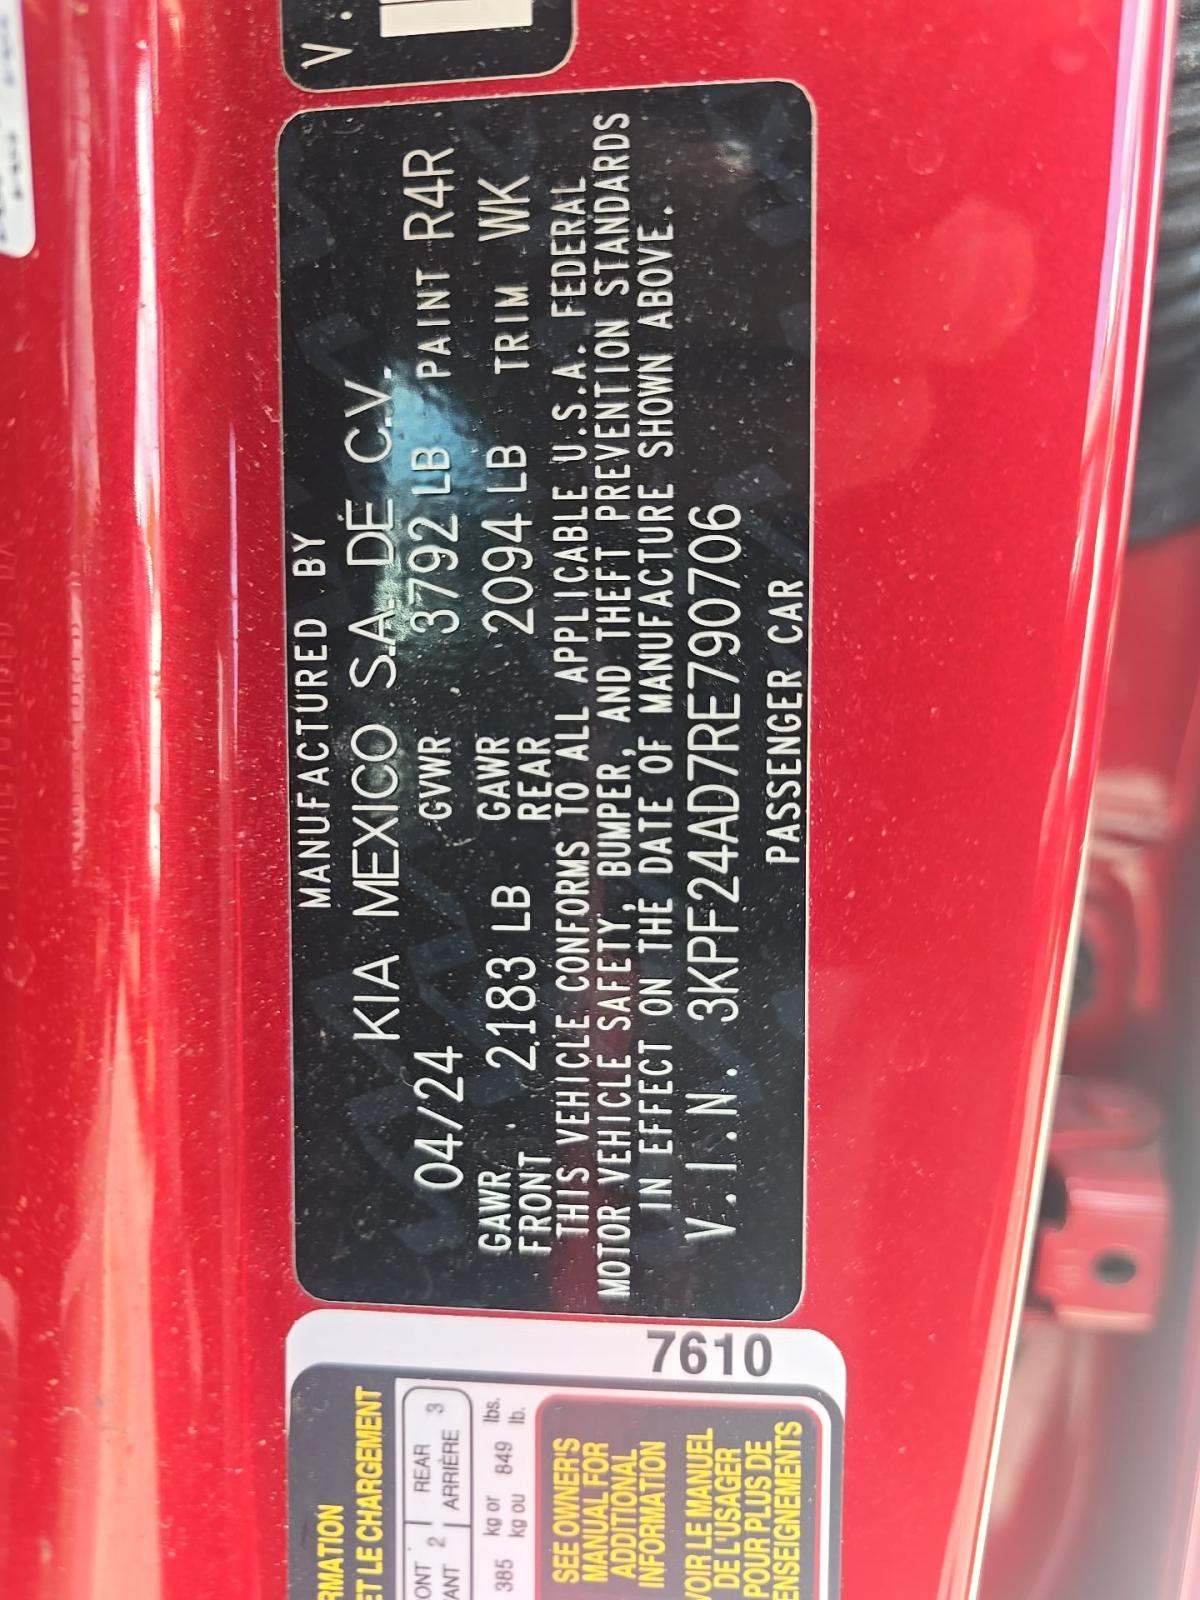 V.
MANUFACTURED BY
KIA MEXICO S.A. DE C.V.
04/24 GVWR 3792 LB PAINT R4R
GAWR FRONT 2183 LB GAWR REAR 2094 LB TRIM WK
THIS VEHICLE CONFORMS TO ALL APPLICABLE U.S.A. FEDERAL
MOTOR VEHICLE SAFETY, BUMPER, AND THEFT PREVENTION STANDARDS
IN EFFECT ON THE DATE OF MANUFACTURE SHOWN ABOVE.
V.I.N. 3KPF24AD7RE790706
PASSENGER CAR
7610
RMATION
ET LE CHARGEMENT
ONT 2 REAR 3
ANT ARRIÈRE
385 kg or 849 lbs.
kg ou lb.
SEE OWNER'S
MANUAL FOR
ADDITIONAL
INFORMATION
VOIR LE MANUEL
DE L'USAGER
POUR PLUS DE
ENSEIGNEMENTS